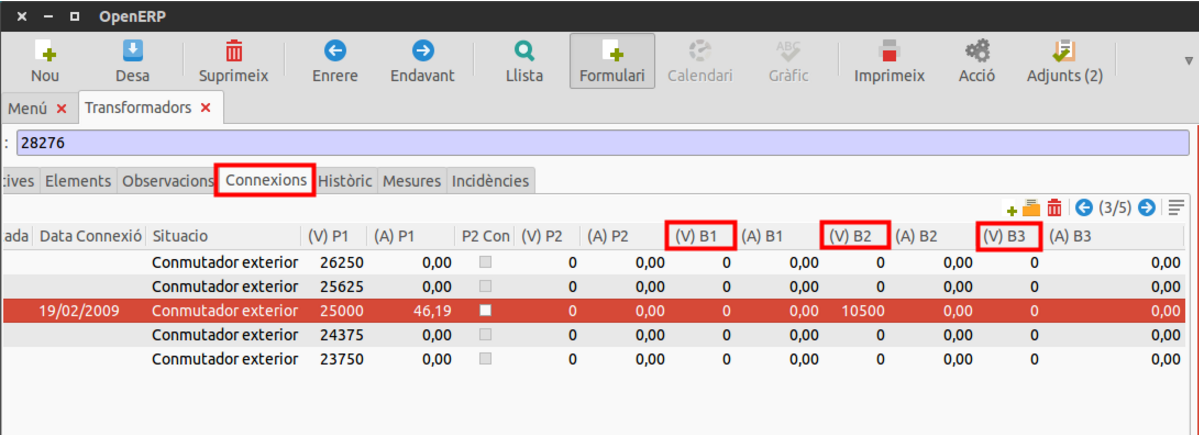 OpenERP
Nou Desa Suprimeix Enrere Endavant Llista Formulari Calendari Gràfic Imprimeix Acció Adjunts (2)
Menú Transformadors
: 28276
tives Elements Observacions Connexions Històric Mesures Incidències
(3/5)
ada Data Connexió Situacio (V) P1 (A) P1 P2 Con (V) P2 (A) P2 (V) B1 (A) B1 (V) B2 (A) B2 (V) B3 (A) B3
Conmutador exterior 26250 0,00 0 0,00 0 0,00 0 0,00 0 0,00
Conmutador exterior 25625 0,00 0 0,00 0 0,00 0 0,00 0 0,00
19/02/2009 Conmutador exterior 25000 46,19 0 0,00 0 0,00 10500 0,00 0 0,00
Conmutador exterior 24375 0,00 0 0,00 0 0,00 0 0,00 0 0,00
Conmutador exterior 23750 0,00 0 0,00 0 0,00 0 0,00 0 0,00